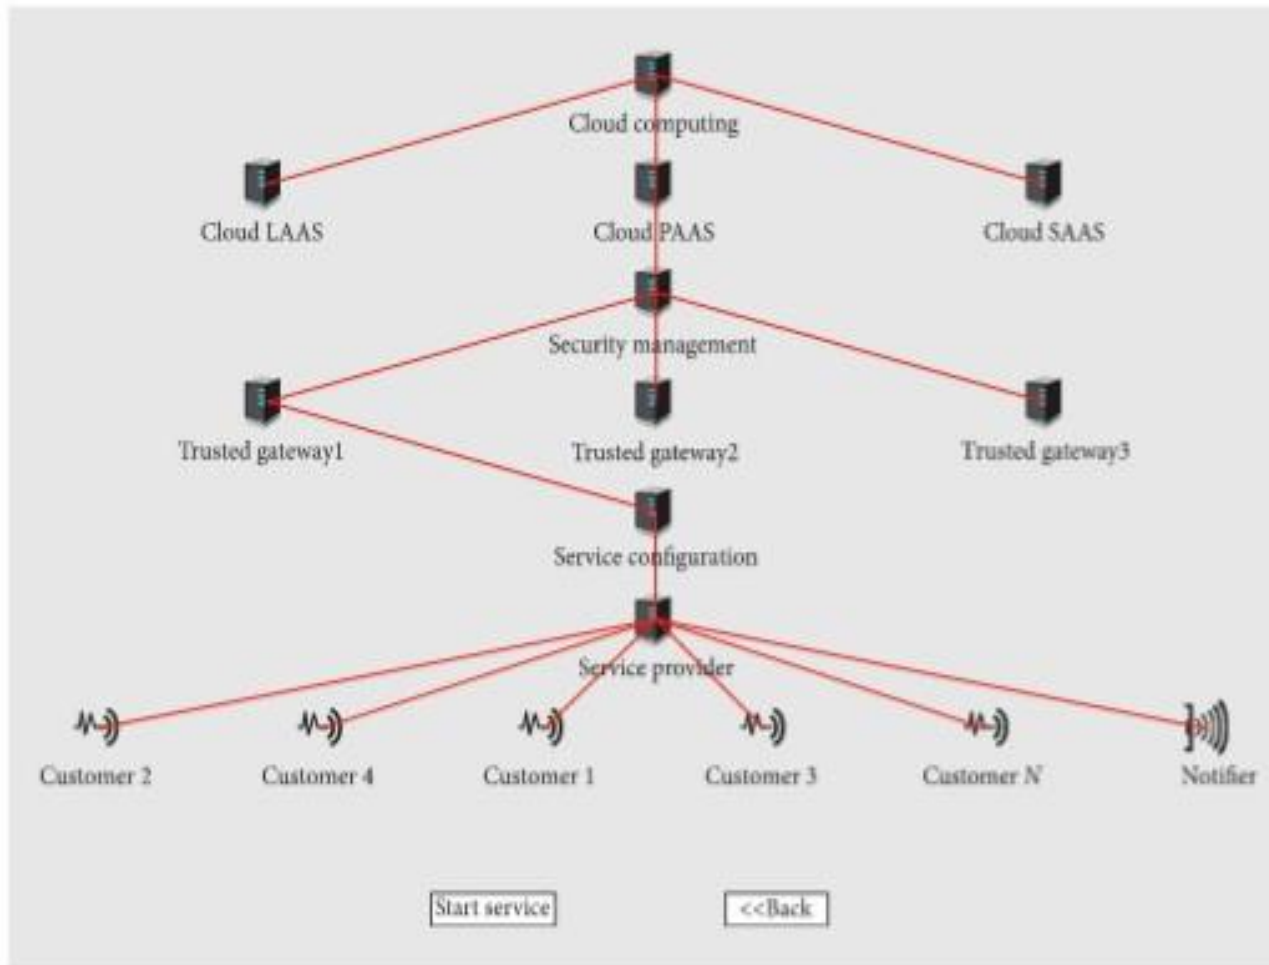 Cloud computing
Cloud LAAS
Cloud PAAS
Cloud SAAS
Security management
Trusted gateway1
Trusted gateway2
Trusted gateway3
Service configuration
Service provider
Customer 2
Customer 4
Customer 1
Customer 3
Customer N
Notifier
Start service
<<Back